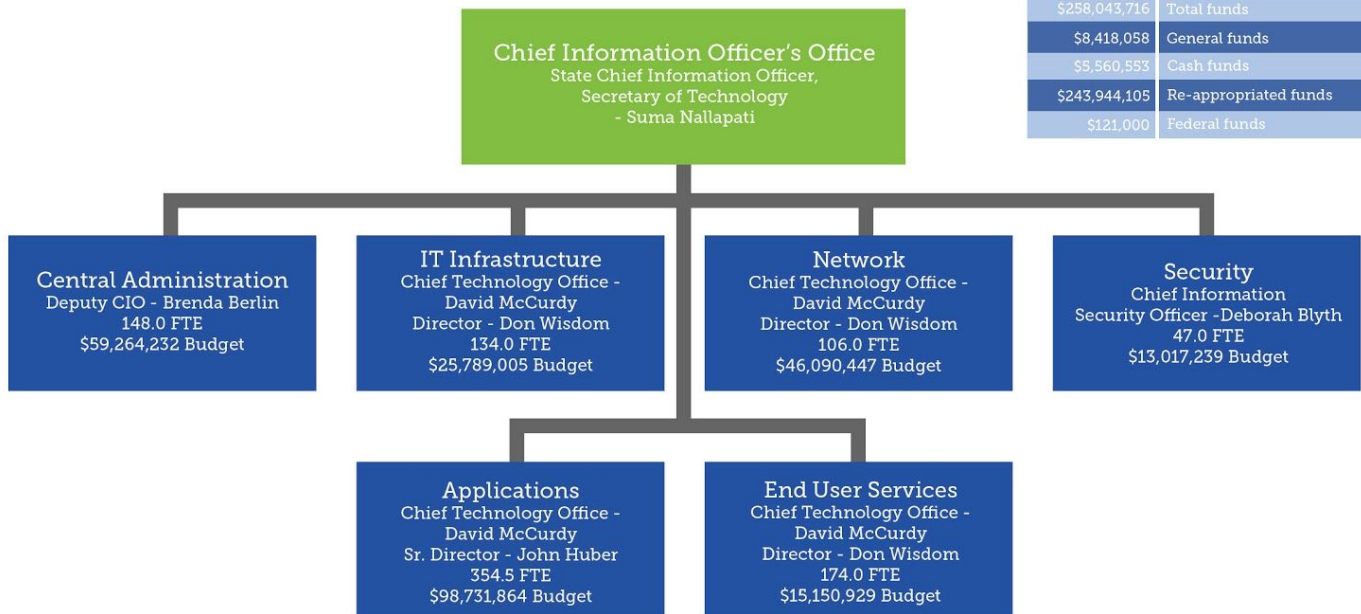 $258,043,716 Total funds
$8,418,058 General funds
$5,560,553 Cash funds
$243,944,105 Re-appropriated funds
$121,000 Federal funds
Chief Information Officer's Office
State Chief Information Officer,
Secretary of Technology
- Suma Nallapati
Central Administration
Deputy CIO - Brenda Berlin
148.0 FTE
$59,264,232 Budget
IT Infrastructure
Chief Technology Office -
David McCurdy
Director - Don Wisdom
134.0 FTE
$25,789,005 Budget
Network
Chief Technology Office -
David McCurdy
Director - Don Wisdom
106.0 FTE
$46,090,447 Budget
Security
Chief Information
Security Officer -Deborah Blyth
47.0 FTE
$13,017,239 Budget
Applications
Chief Technology Office -
David McCurdy
Sr. Director - John Huber
354.5 FTE
$98,731,864 Budget
End User Services
Chief Technology Office -
David McCurdy
Director - Don Wisdom
174.0 FTE
$15,150,929 Budget